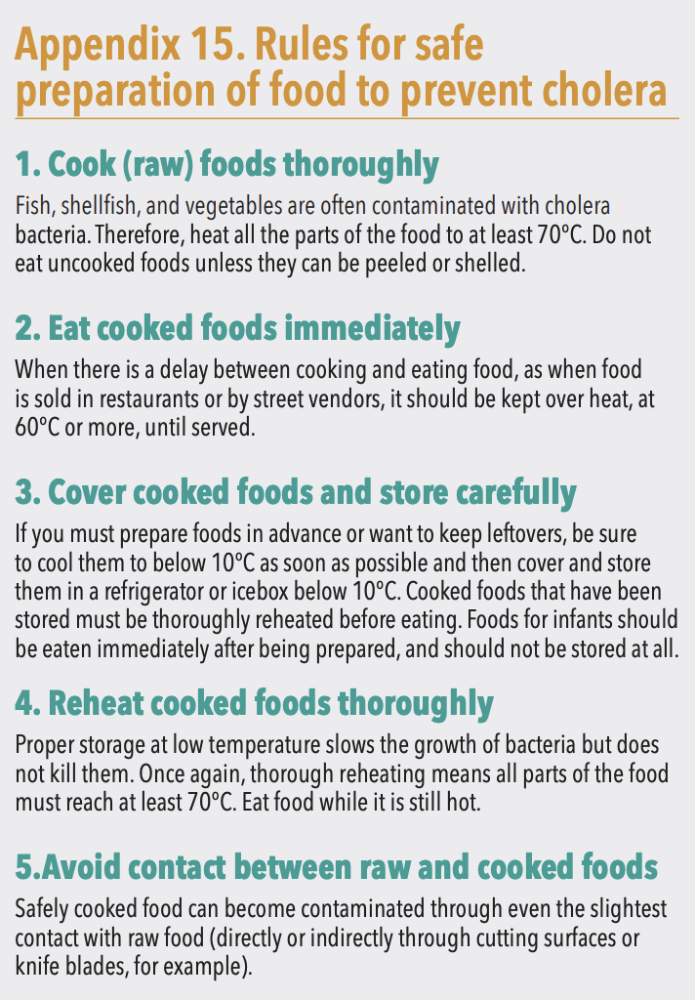 Appendix 15. Rules for safe
preparation of food to prevent cholera
1. Cook (raw) foods thoroughly
Fish, shellfish, and vegetables are often contaminated with cholera
bacteria. Therefore, heat all the parts of the food to at least 70°C. Do not
eat uncooked foods unless they can be peeled or shelled.
2. Eat cooked foods immediately
When there is a delay between cooking and eating food, as when food
is sold in restaurants or by street vendors, it should be kept over heat, at
60°C or more, until served.
3. Cover cooked foods and store carefully
If you must prepare foods in advance or want to keep leftovers, be sure
to cool them to below 10°C as soon as possible and then cover and store
them in a refrigerator or icebox below 10°C. Cooked foods that have been
stored must be thoroughly reheated before eating. Foods for infants should
be eaten immediately after being prepared, and should not be stored at all.
4. Reheat cooked foods thoroughly
Proper storage at low temperature slows the growth of bacteria but does
not kill them. Once again, thorough reheating means all parts of the food
must reach at least 70°C. Eat food while it is still hot.
5.Avoid contact between raw and cooked foods
Safely cooked food can become contaminated through even the slightest
contact with raw food (directly or indirectly through cutting surfaces or
knife blades, for example).